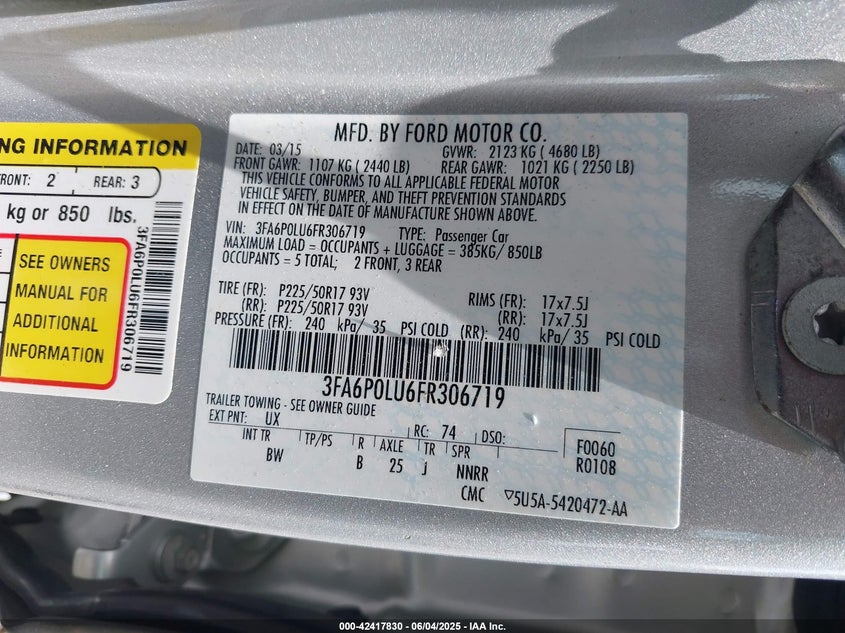 NG INFORMATION
RONT: 2 REAR: 3
kg or 850 lbs.
SEE OWNERS
MANUAL FOR
ADDITIONAL
INFORMATION
3FA6P0LU6FR306719
MFD. BY FORD MOTOR CO.
DATE: 03/15 GVWR: 2123 KG ( 4680 LB)
FRONT GAWR: 1107 KG ( 2440 LB) REAR GAWR: 1021 KG ( 2250 LB)
THIS VEHICLE CONFORMS TO ALL APPLICABLE FEDERAL MOTOR
VEHICLE SAFETY, BUMPER, AND THEFT PREVENTION STANDARDS
IN EFFECT ON THE DATE OF MANUFACTURE SHOWN ABOVE.
VIN: 3FA6P0LU6FR306719 TYPE: Passenger Car
MAXIMUM LOAD = OCCUPANTS + LUGGAGE = 385KG/ 850LB
OCCUPANTS = 5 TOTAL; 2 FRONT, 3 REAR
TIRE (FR): P225/50R17 93V RIMS (FR): 17x7.5J
(RR): P225/50R17 93V (RR): 17x7.5J
PRESSURE (FR): 240 kPa/ 35 PSI COLD (RR): 240 kPa/ 35 PSI COLD
3FA6P0LU6FR306719
TRAILER TOWING - SEE OWNER GUIDE
EXT PNT: UX RC: 74 DSO: F0060
INT TR TP/PS R AXLE TR SPR R0108
BW B 25 J NNRR
CMC ▽5U5A-5420472-AA
000-42417830 - 06/04/2025 - IAA Inc.